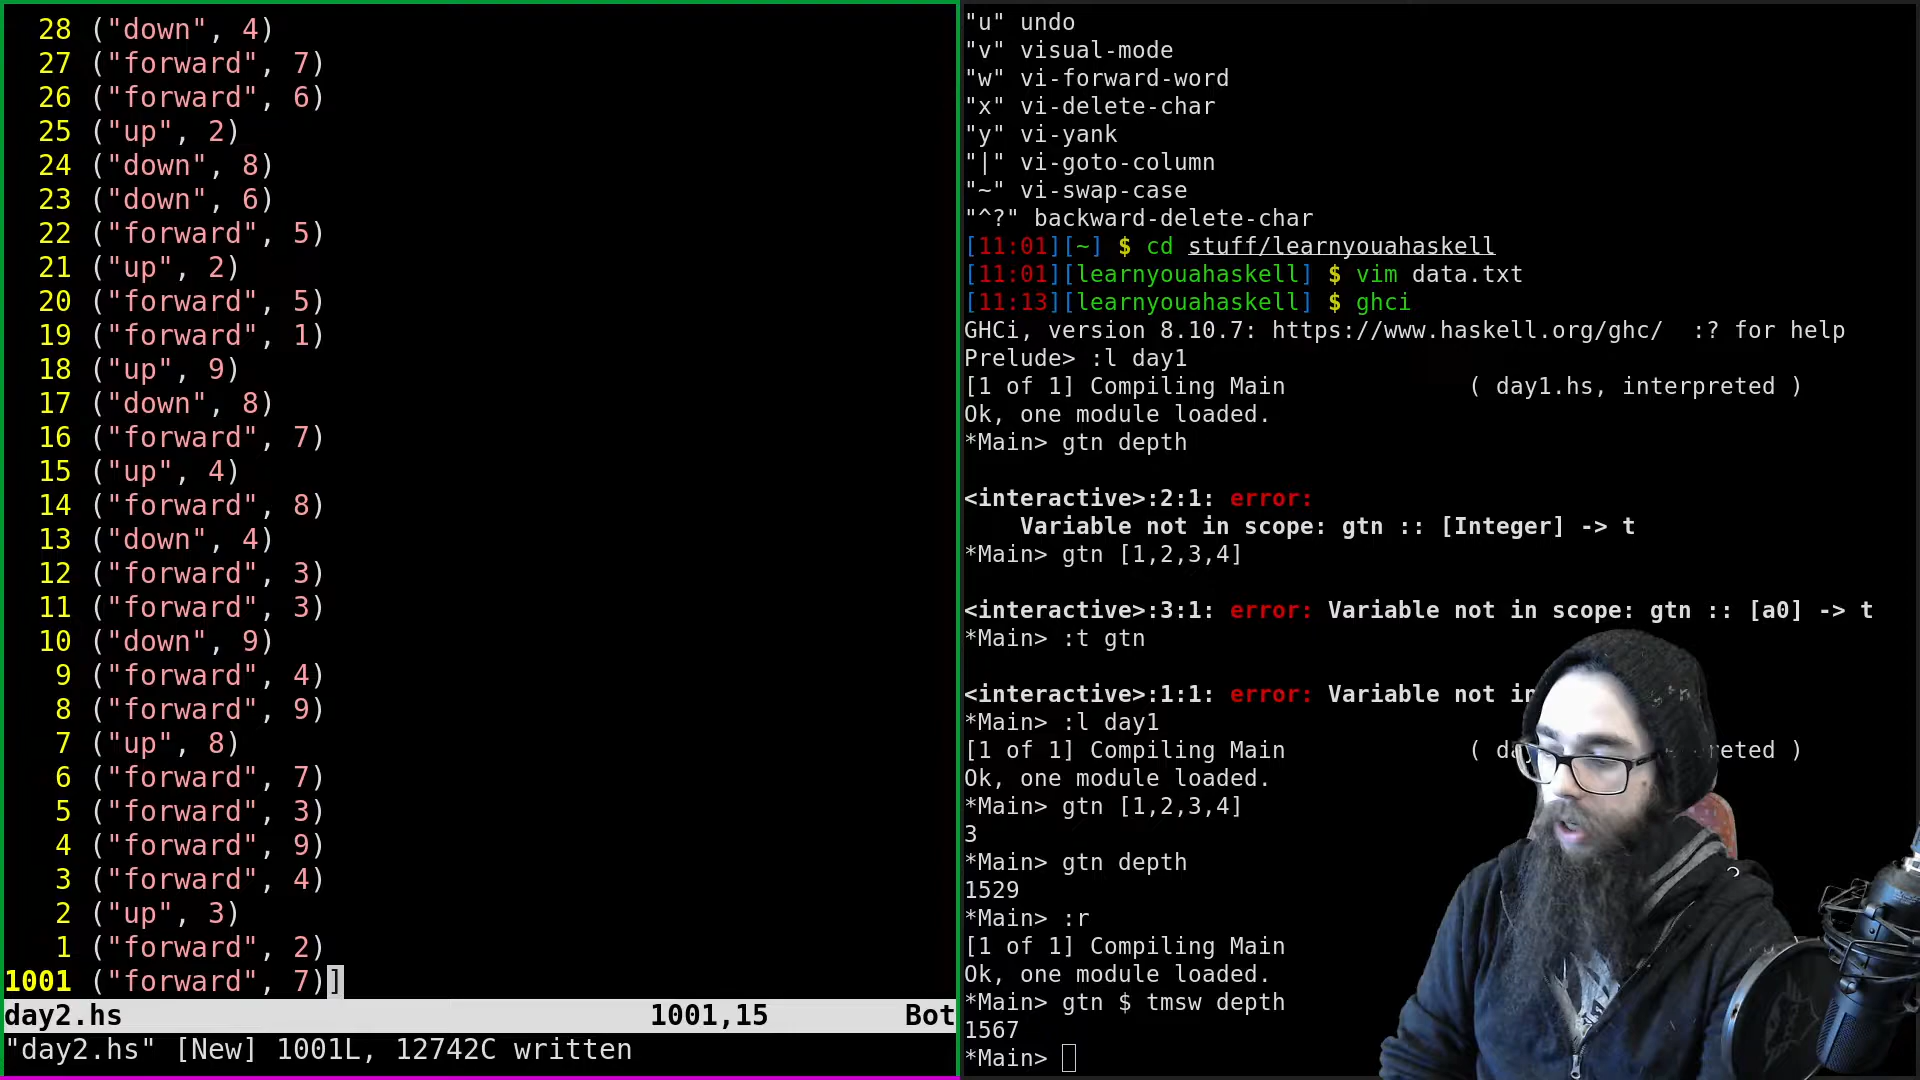 28 ("down", 4)
27 ("forward", 7)
26 ("forward", 6)
25 ("up", 2)
24 ("down", 8)
23 ("down", 6)
22 ("forward", 5)
21 ("up", 2)
20 ("forward", 5)
19 ("forward", 1)
18 ("up", 9)
17 ("down", 8)
16 ("forward", 7)
15 ("up", 4)
14 ("forward", 8)
13 ("down", 4)
12 ("forward", 3)
11 ("forward", 3)
10 ("down", 9)
9 ("forward", 4)
8 ("forward", 9)
7 ("up", 8)
6 ("forward", 7)
5 ("forward", 3)
4 ("forward", 9)
3 ("forward", 4)
2 ("up", 3)
1 ("forward", 2)
1001 ("forward", 7)]
day2.hs 1001,15 Bot
"day2.hs" [New] 1001L, 12742C written
"u" undo
"v" visual-mode
"w" vi-forward-word
"x" vi-delete-char
"y" vi-yank
"|" vi-goto-column
"~" vi-swap-case
"^?" backward-delete-char
[11:01][~] $ cd stuff/learnyouahaskell
[11:01][learnyouahaskell] $ vim data.txt
[11:13][learnyouahaskell] $ ghci
GHCi, version 8.10.7: https://www.haskell.org/ghc/  :? for help
Prelude> :l day1
[1 of 1] Compiling Main ( day1.hs, interpreted )
Ok, one module loaded.
*Main> gtn depth
<interactive>:2:1: error:
Variable not in scope: gtn :: [Integer] -> t
*Main> gtn [1,2,3,4]
<interactive>:3:1: error: Variable not in scope: gtn :: [a0] -> t
*Main> :t gtn
<interactive>:1:1: error: Variable not in
*Main> :l day1
[1 of 1] Compiling Main )
Ok, one module loaded.
*Main> gtn [1,2,3,4]
3
*Main> gtn depth
1529
*Main> :r
[1 of 1] Compiling Main
Ok, one module loaded.
*Main> gtn $ tmsw depth
1567
*Main>